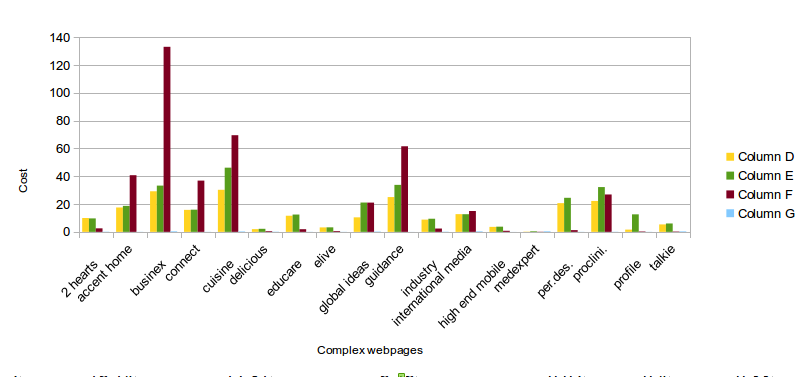 140
120
100
80
60
40
20
0
Cost
2 hearts
accent home
businex
connect
cuisine
delicious
educare
elive
global ideas
guidance
industry
international media
high end mobile
medexpert
per.des.
proclini.
profile
talkie
Complex webpages
Column D
Column E
Column F
Column G